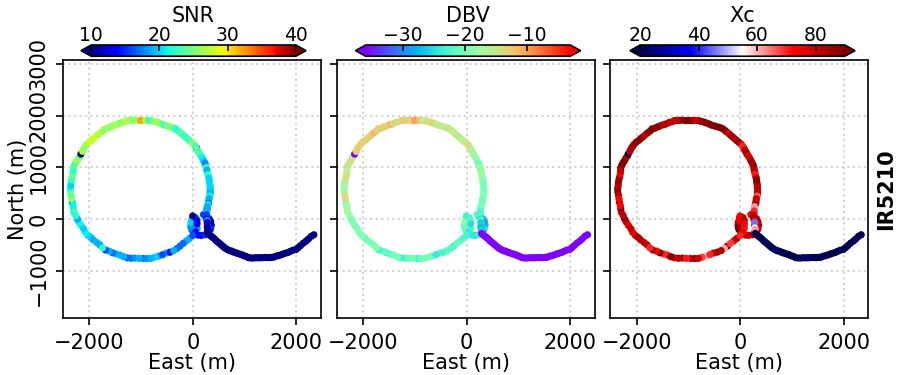 SNR DBV Xc
10 20 30 40 −30 −20 −10 20 40 60 80
3000
2000
1000
0
−1000
North (m)
IR5210
−2000 0 2000 −2000 0 2000 −2000 0 2000
East (m) East (m) East (m)